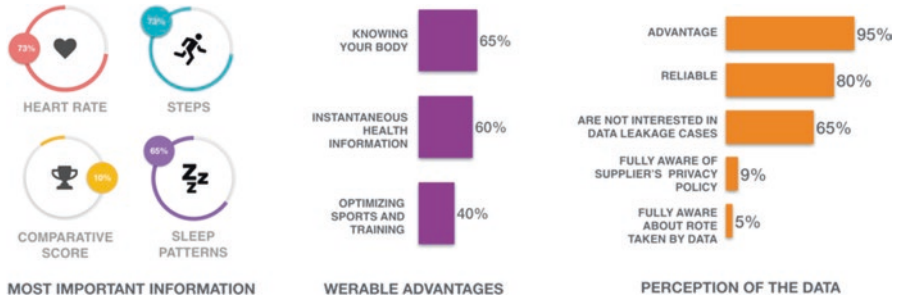 73%
HEART RATE
73%
STEPS
10%
COMPARATIVE
SCORE
65%
SLEEP
PATTERNS
MOST IMPORTANT INFORMATION
KNOWING
YOUR BODY
65%
INSTANTANEOUS
HEALTH
INFORMATION
60%
OPTIMIZING
SPORTS AND
TRAINING
40%
WERABLE ADVANTAGES
ADVANTAGE
95%
RELIABLE
80%
ARE NOT INTERESTED IN
DATA LEAKAGE CASES
65%
FULLY AWARE OF
SUPPLIER'S PRIVACY
POLICY
9%
FULLY AWARE
ABOUT ROTE
TAKEN BY DATA
5%
PERCEPTION OF THE DATA